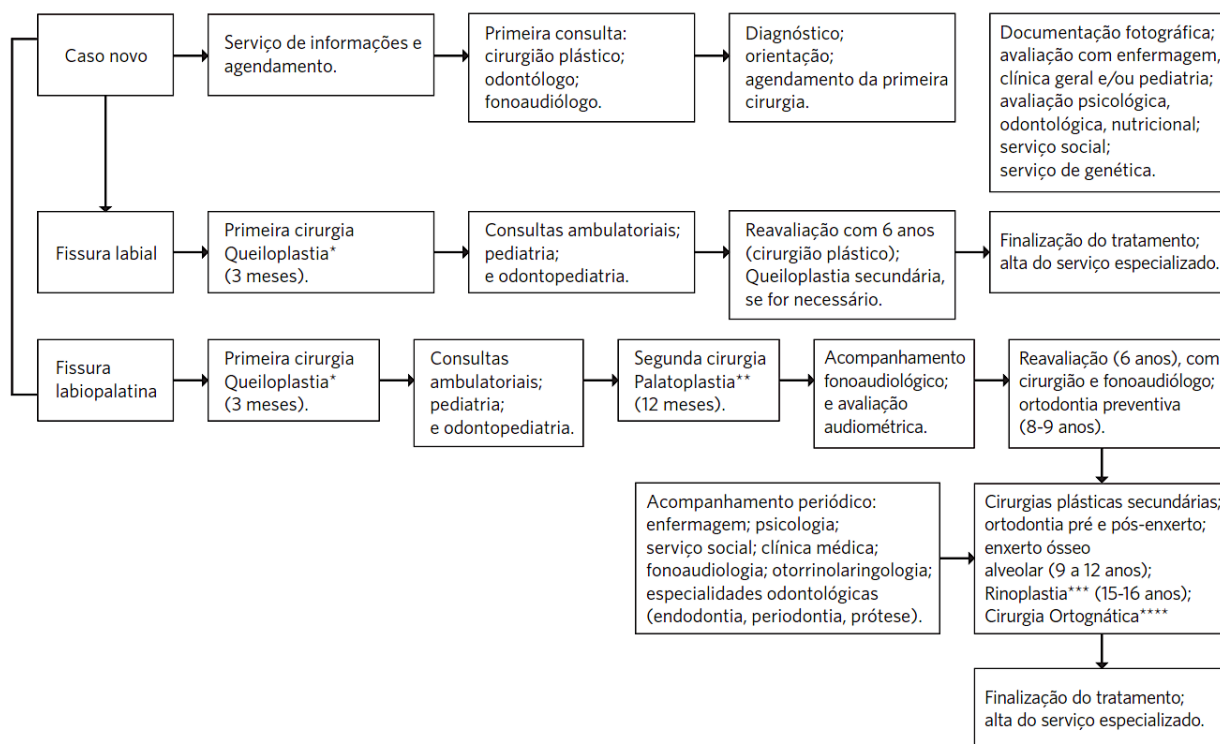 Caso novo
Serviço de informações e
agendamento.
Primeira consulta:
cirurgião plástico;
odontólogo;
fonoaudiólogo.
Diagnóstico;
orientação;
agendamento da primeira
cirurgia.
Documentação fotográfica;
avaliação com enfermagem,
clínica geral e/ou pediatria;
avaliação psicológica,
odontológica, nutricional;
serviço social;
serviço de genética.
Fissura labial
Primeira cirurgia
Queiloplastia*
(3 meses).
Consultas ambulatoriais;
pediatria;
e odontopediatria.
Reavaliação com 6 anos
(cirurgião plástico);
Queiloplastia secundária,
se for necessário.
Finalização do tratamento;
alta do serviço especializado.
Fissura
labiopalatina
Primeira cirurgia
Queiloplastia*
(3 meses).
Consultas
ambulatoriais;
pediatria;
e odontopediatria.
Segunda cirurgia
Palatoplastia**
(12 meses).
Acompanhamento
fonoaudiológico;
e avaliação
audiométrica.
Reavaliação (6 anos), com
cirurgião e fonoaudiólogo;
ortodontia preventiva
(8-9 anos).
Acompanhamento periódico:
enfermagem; psicologia;
serviço social; clínica médica;
fonoaudiologia; otorrinolaringologia;
especialidades odontológicas
(endodontia, periodontia, prótese).
Cirurgias plásticas secundárias;
ortodontia pré e pós-enxerto;
enxerto ósseo
alveolar (9 a 12 anos);
Rinoplastia*** (15-16 anos);
Cirurgia Ortognática****
Finalização do tratamento;
alta do serviço especializado.